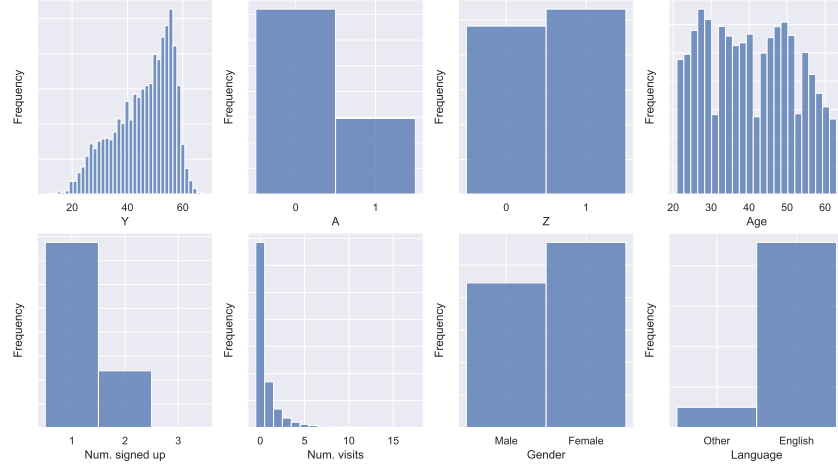 Frequency
20 40 60
Y
Frequency
0 1
A
Frequency
0 1
Z
Frequency
20 30 40 50 60
Age
Frequency
1 2 3
Num. signed up
Frequency
0 5 10 15
Num. visits
Frequency
Male Female
Gender
Frequency
Other English
Language